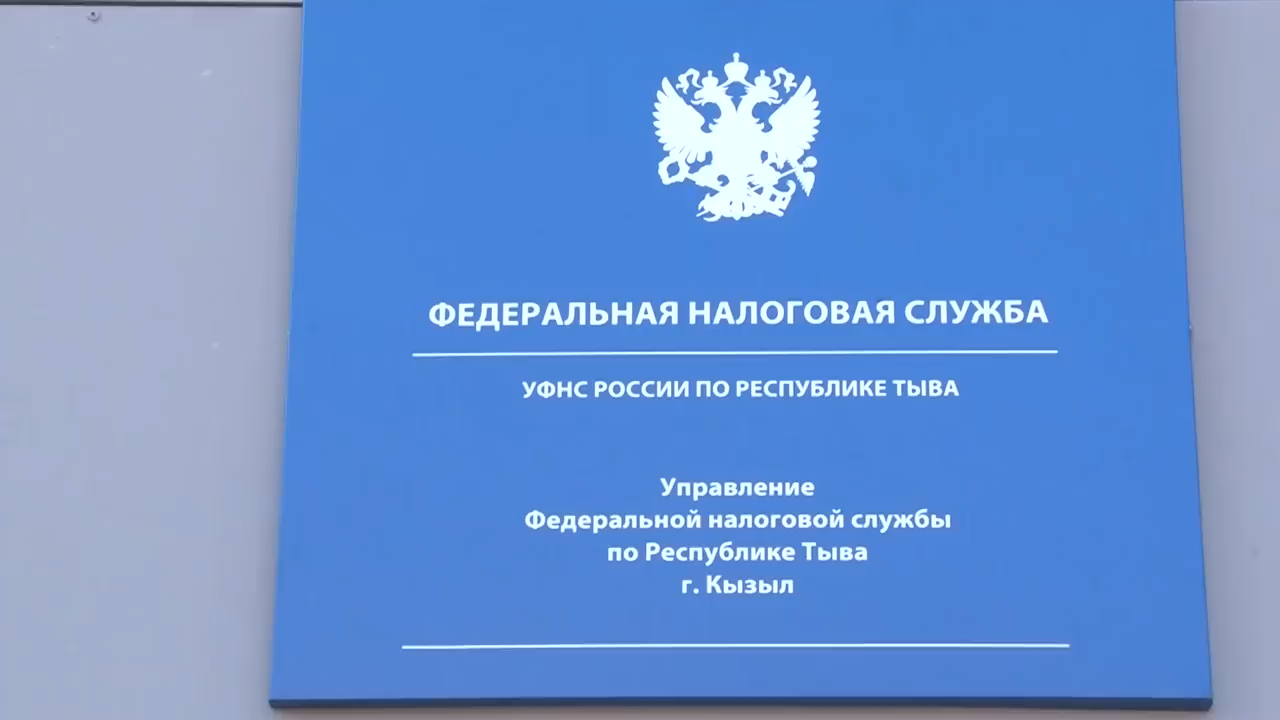 ФЕДЕРАЛЬНАЯ НАЛОГОВАЯ СЛУЖБА
УФНС РОССИИ ПО РЕСПУБЛИКЕ ТЫВА
Управление
Федеральной налоговой службы
по Республике Тыва
г. Кызыл